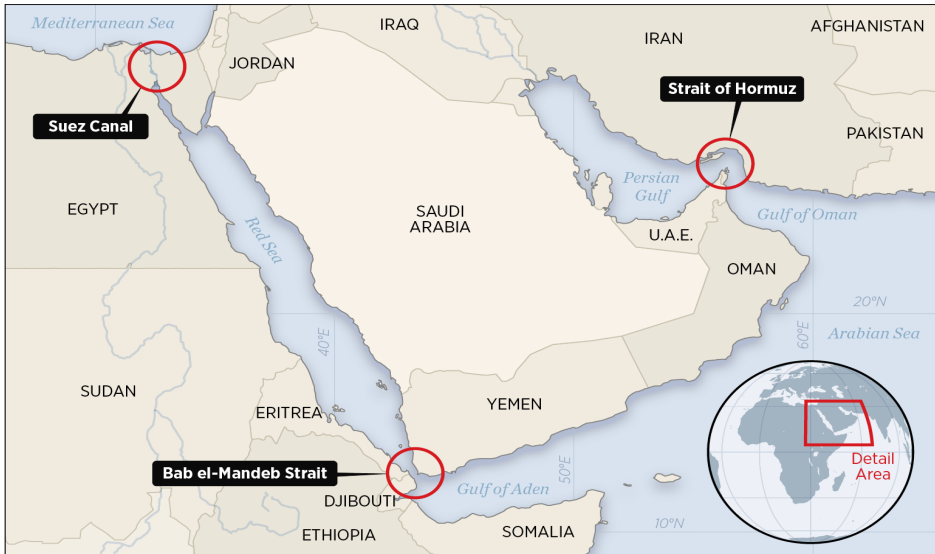 Mediterranean Sea
IRAQ
AFGHANISTAN
IRAN
JORDAN
Strait of Hormuz
Suez Canal
PAKISTAN
Persian
Gulf
EGYPT
SAUDI
ARABIA
Gulf of Oman
Red Sea
U.A.E.
OMAN
20°N
40°E
60°E
Arabian Sea
SUDAN
ERITREA
YEMEN
Bab el-Mandeb Strait
50°E
Detail
Area
Gulf of Aden
DJIBOUTI
ETHIOPIA
SOMALIA
10°N